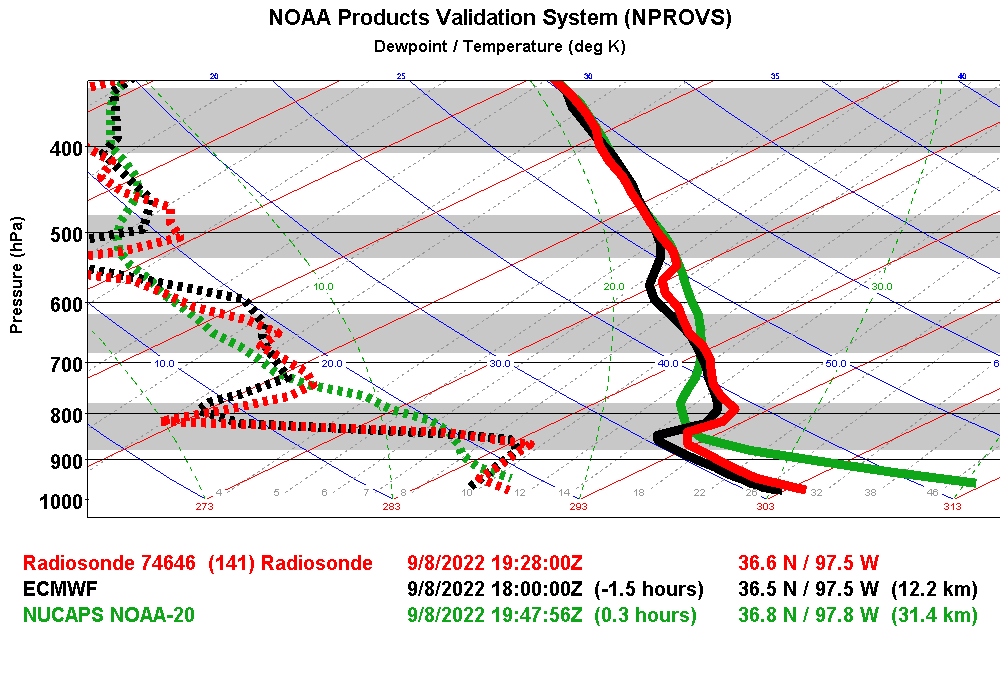 NOAA Products Validation System (NPROVS)
Dewpoint / Temperature (deg K)
20 25 30 35 40
400
Pressure (hPa)
500
10.0 20.0 30.0
600
700 10.0 20.0 30.0 40.0 50.0 6
800
900
1000 4 5 6 7 8 10 12 14 18 22 26 32 38 46
273 283 293 303 313
Radiosonde 74646 (141) Radiosonde 9/8/2022 19:28:00Z 36.6 N / 97.5 W
ECMWF 9/8/2022 18:00:00Z (-1.5 hours) 36.5 N / 97.5 W (12.2 km)
NUCAPS NOAA-20 9/8/2022 19:47:56Z (0.3 hours) 36.8 N / 97.8 W (31.4 km)